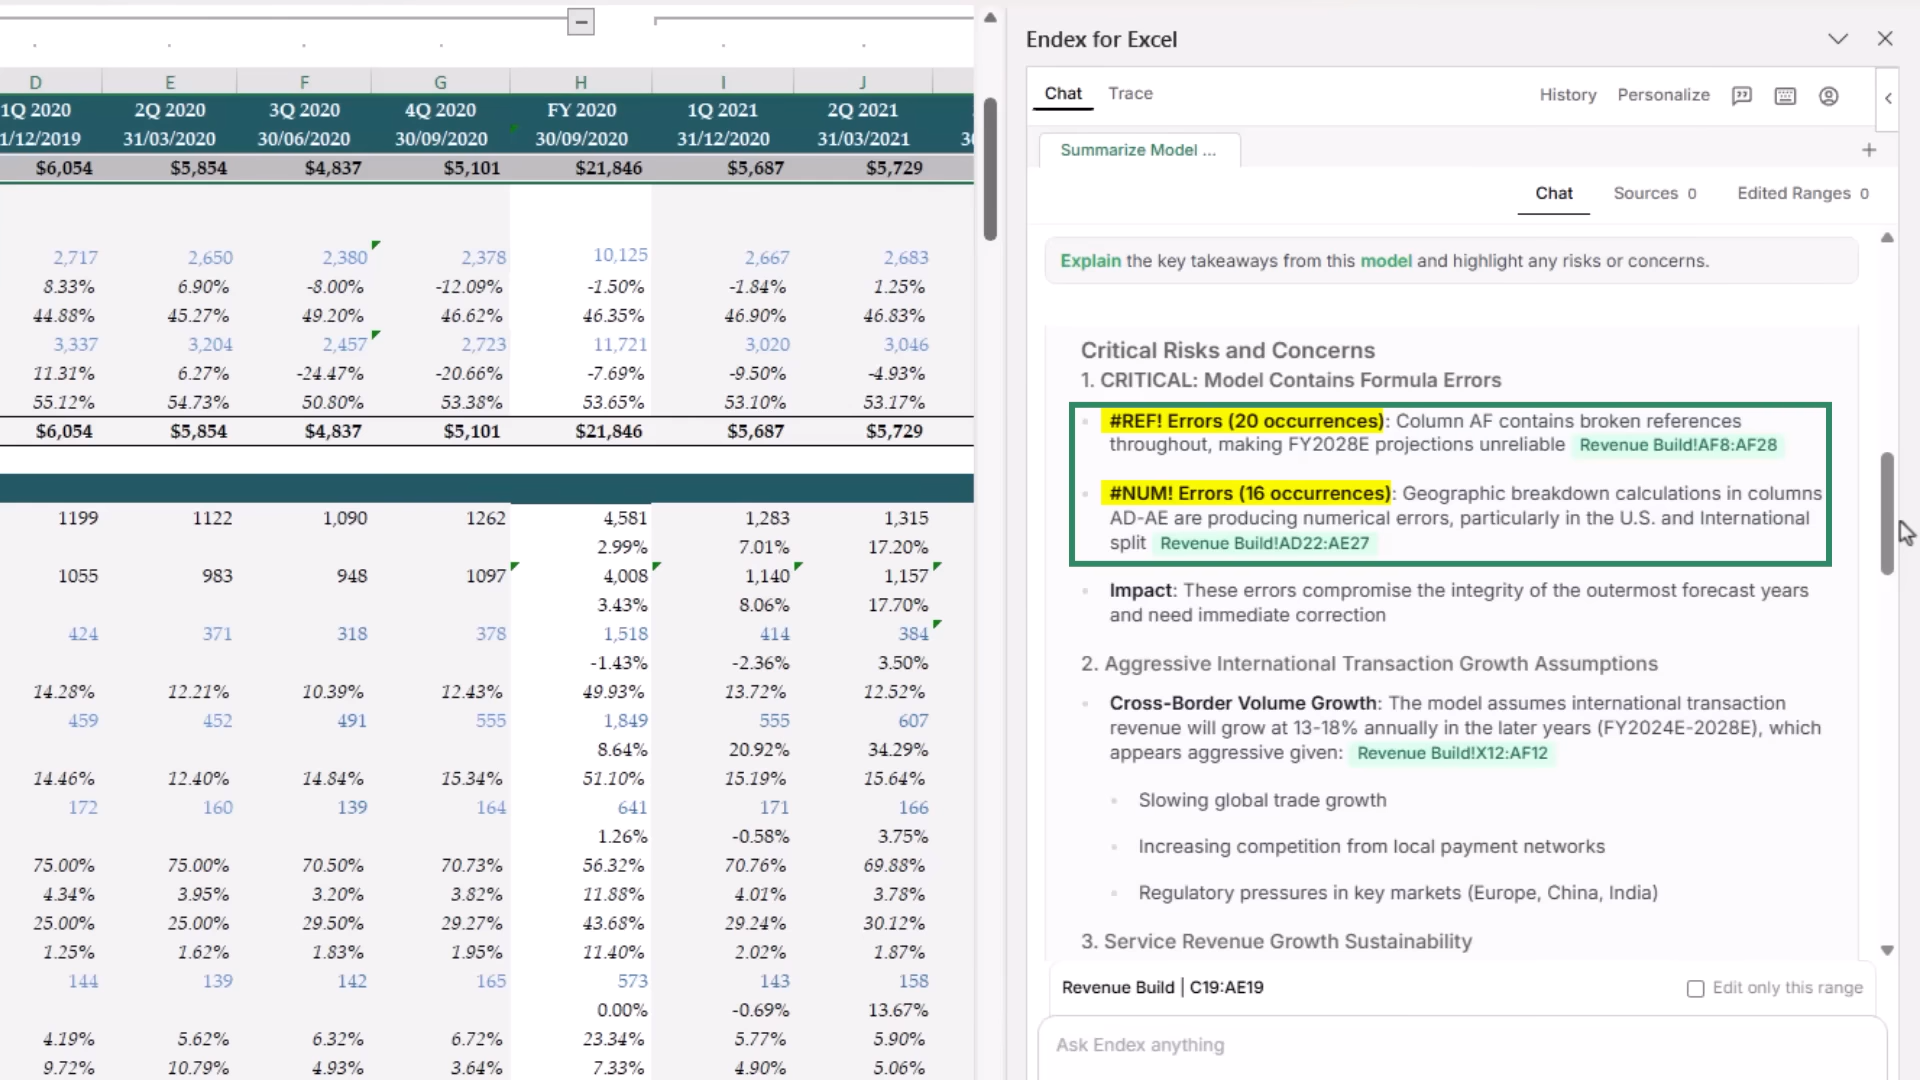 D E F G H I J
1Q 2020 2Q 2020 3Q 2020 4Q 2020 FY 2020 1Q 2021 2Q 2021
1/12/2019 31/03/2020 30/06/2020 30/09/2020 30/09/2020 31/12/2020 31/03/2021 30
$6,054 $5,854 $4,837 $5,101 $21,846 $5,687 $5,729
2,717 2,650 2,380 2,378 10,125 2,667 2,683
8.33% 6.90% -8.00% -12.09% -1.50% -1.84% 1.25%
44.88% 45.27% 49.20% 46.62% 46.35% 46.90% 46.83%
3,337 3,204 2,457 2,723 11,721 3,020 3,046
11.31% 6.27% -24.47% -20.66% -7.69% -9.50% -4.93%
55.12% 54.73% 50.80% 53.38% 53.65% 53.10% 53.17%
$6,054 $5,854 $4,837 $5,101 $21,846 $5,687 $5,729
1199 1122 1,090 1262 4,581 1,283 1,315
2.99% 7.01% 17.20%
1055 983 948 1097 4,008 1,140 1,157
3.43% 8.06% 17.70%
424 371 318 378 1,518 414 384
-1.43% -2.36% 3.50%
14.28% 12.21% 10.39% 12.43% 49.93% 13.72% 12.52%
459 452 491 555 1,849 555 607
8.64% 20.92% 34.29%
14.46% 12.40% 14.84% 15.34% 51.10% 15.19% 15.64%
172 160 139 164 641 171 166
1.26% -0.58% 3.75%
75.00% 75.00% 70.50% 70.73% 56.32% 70.76% 69.88%
4.34% 3.95% 3.20% 3.82% 11.88% 4.01% 3.78%
25.00% 25.00% 29.50% 29.27% 43.68% 29.24% 30.12%
1.25% 1.62% 1.83% 1.95% 11.40% 2.02% 1.87%
144 139 142 165 573 143 158
0.00% -0.69% 13.67%
4.19% 5.62% 6.32% 6.72% 23.34% 5.77% 5.90%
9.72% 10.79% 4.93% 3.64% 7.33% 4.90% 5.06%
Endex for Excel
Chat Trace History Personalize
Summarize Model ...
Chat Sources 0 Edited Ranges 0
Explain the key takeaways from this model and highlight any risks or concerns.
Critical Risks and Concerns
1. CRITICAL: Model Contains Formula Errors
#REF! Errors (20 occurrences): Column AF contains broken references
throughout, making FY2028E projections unreliable Revenue Build!AF8:AF28
#NUM! Errors (16 occurrences): Geographic breakdown calculations in columns
AD-AE are producing numerical errors, particularly in the U.S. and International
split Revenue Build!AD22:AE27
Impact: These errors compromise the integrity of the outermost forecast years
and need immediate correction
2. Aggressive International Transaction Growth Assumptions
Cross-Border Volume Growth: The model assumes international transaction
revenue will grow at 13-18% annually in the later years (FY2024E-2028E), which
appears aggressive given: Revenue Build!X12:AF12
Slowing global trade growth
Increasing competition from local payment networks
Regulatory pressures in key markets (Europe, China, India)
3. Service Revenue Growth Sustainability
Revenue Build | C19:AE19 Edit only this range
Ask Endex anything